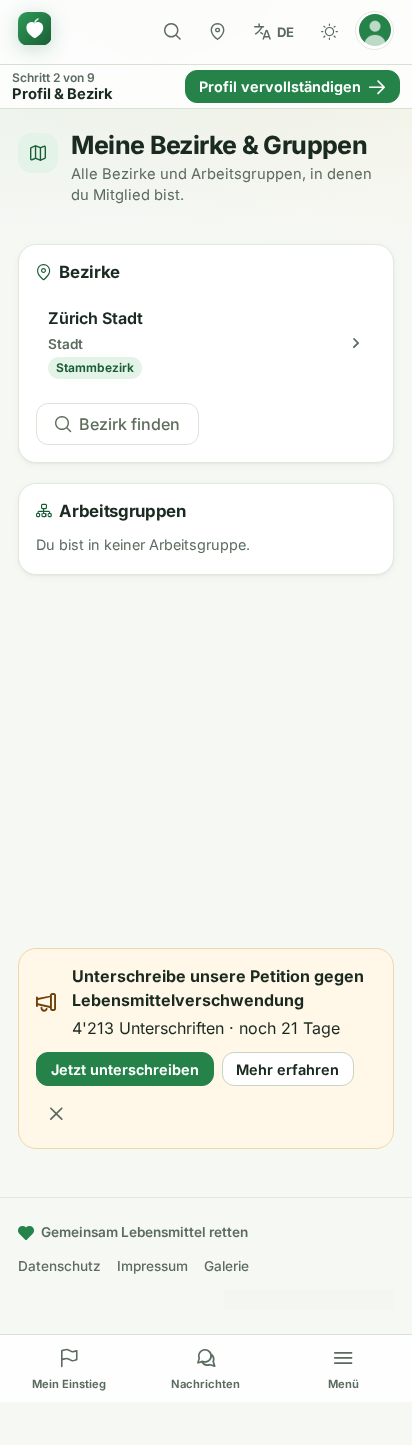 DE
Schritt 2 von 9
Profil & Bezirk
Profil vervollständigen
Meine Bezirke & Gruppen
Alle Bezirke und Arbeitsgruppen, in denen
du Mitglied bist.
Bezirke
Zürich Stadt
Stadt
Stammbezirk
Bezirk finden
Arbeitsgruppen
Du bist in keiner Arbeitsgruppe.
Unterschreibe unsere Petition gegen
Lebensmittelverschwendung
4'213 Unterschriften · noch 21 Tage
Jetzt unterschreiben
Mehr erfahren
Gemeinsam Lebensmittel retten
Datenschutz Impressum Galerie
Mein Einstieg Nachrichten Menü